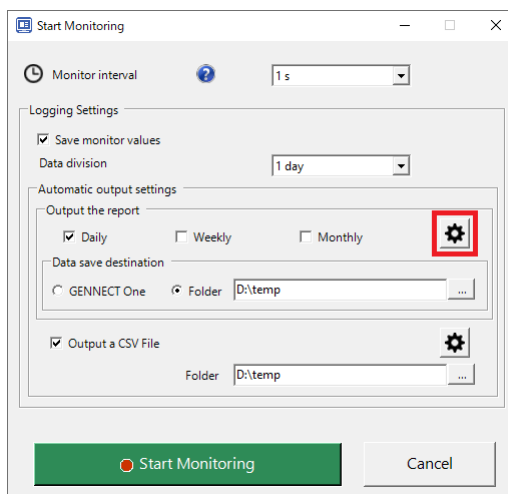 Start Monitoring
Monitor interval ? 1 s
Logging Settings
Save monitor values
Data division 1 day
Automatic output settings
Output the report
Daily Weekly Monthly
Data save destination
GENNECT One Folder D:\temp ...
Output a CSV File
Folder D:\temp ...
Start Monitoring Cancel